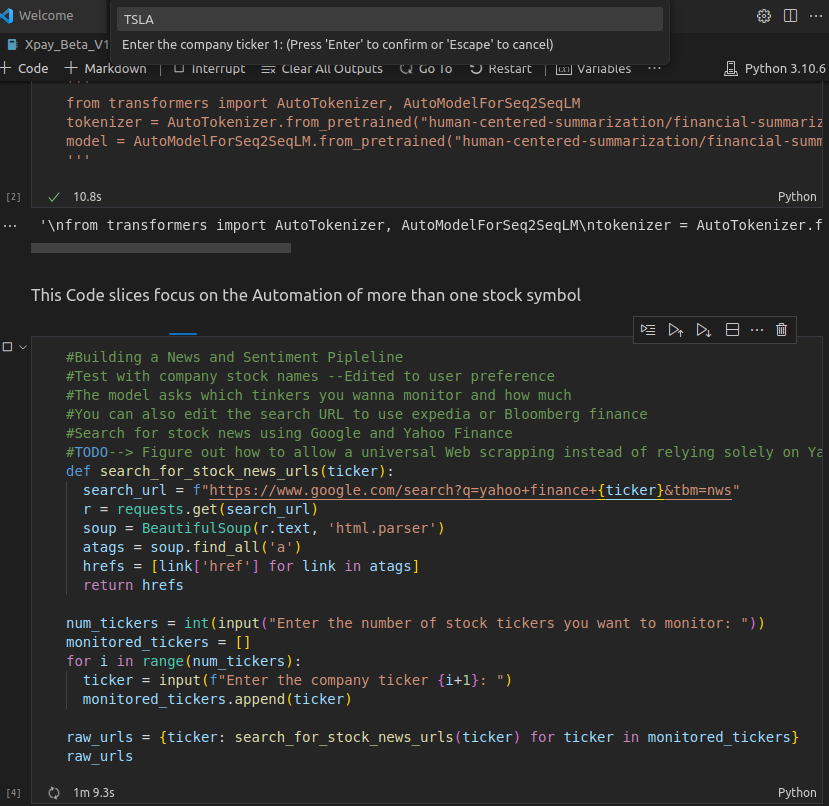 Welcome
TSLA
Enter the company ticker 1: (Press 'Enter' to confirm or 'Escape' to cancel)
Xpay_Beta_V1
Code Markdown Interrupt Clear All Outputs Go To Restart Variables ... Python 3.10.6
'''
from transformers import AutoTokenizer, AutoModelForSeq2SeqLM
tokenizer = AutoTokenizer.from_pretrained("human-centered-summarization/financial-summariz
model = AutoModelForSeq2SeqLM.from_pretrained("human-centered-summarization/financial-summ
'''
[2] 10.8s Python
... '\nfrom transformers import AutoTokenizer, AutoModelForSeq2SeqLM\ntokenizer = AutoTokenizer.f
This Code slices focus on the Automation of more than one stock symbol
#Building a News and Sentiment Pipleline
#Test with company stock names --Edited to user preference
#The model asks which tinkers you wanna monitor and how much
#You can also edit the search URL to use expedia or Bloomberg finance
#Search for stock news using Google and Yahoo Finance
#TODO--> Figure out how to allow a universal Web scrapping instead of relying solely on Ya
def search_for_stock_news_urls(ticker):
search_url = f"https://www.google.com/search?q=yahoo+finance+{ticker}&tbm=nws"
r = requests.get(search_url)
soup = BeautifulSoup(r.text, 'html.parser')
atags = soup.find_all('a')
hrefs = [link['href'] for link in atags]
return hrefs
num_tickers = int(input("Enter the number of stock tickers you want to monitor: "))
monitored_tickers = []
for i in range(num_tickers):
ticker = input(f"Enter the company ticker {i+1}: ")
monitored_tickers.append(ticker)
raw_urls = {ticker: search_for_stock_news_urls(ticker) for ticker in monitored_tickers}
raw_urls
[4] 1m 9.3s Python